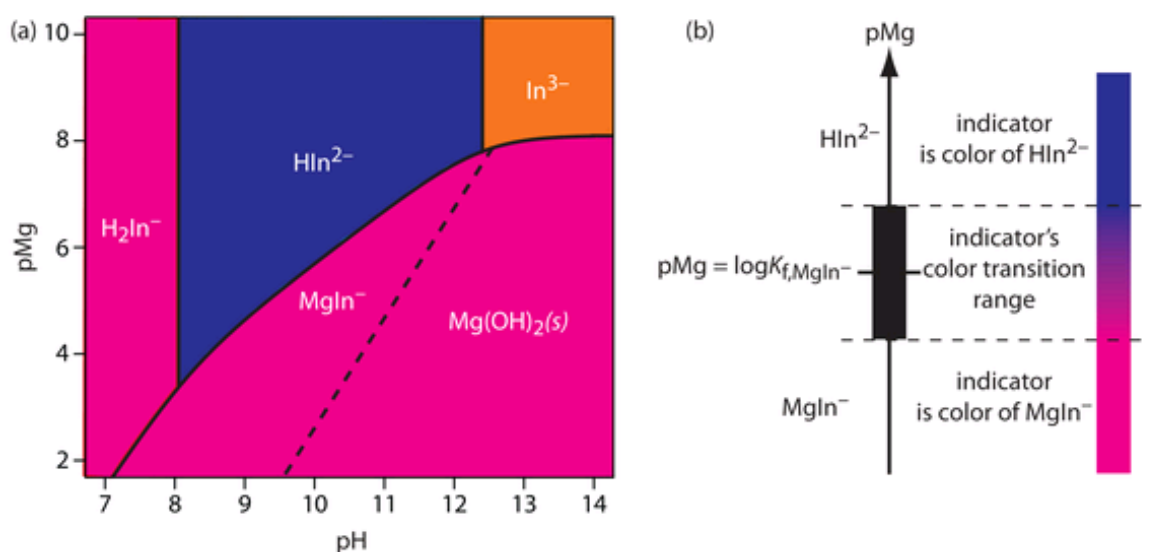 (a)
10
8
6
4
2
pMg
7 8 9 10 11 12 13 14
pH
H₂In⁻
HIn²⁻
In³⁻
MgIn⁻
Mg(OH)₂(s)
(b)
pMg
HIn²⁻
indicator
is color of HIn²⁻
pMg = logK_f,MgIn⁻
indicator's
color transition
range
MgIn⁻
indicator
is color of MgIn⁻